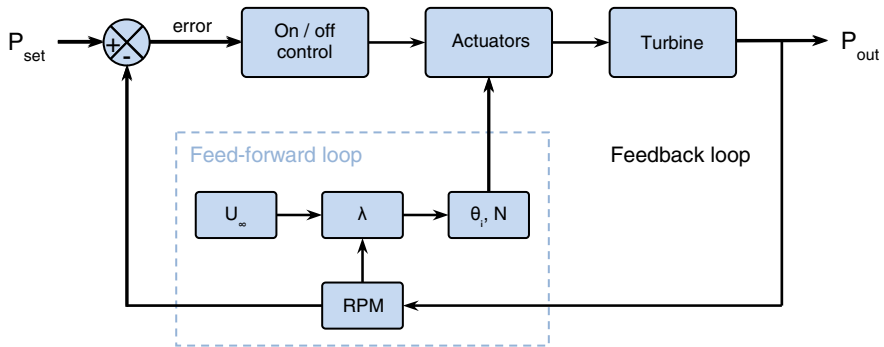 P_set
+
-
error
On / off
control
Actuators
Turbine
P_out
Feed-forward loop
Feedback loop
U_∞
λ
θ_i, N
RPM